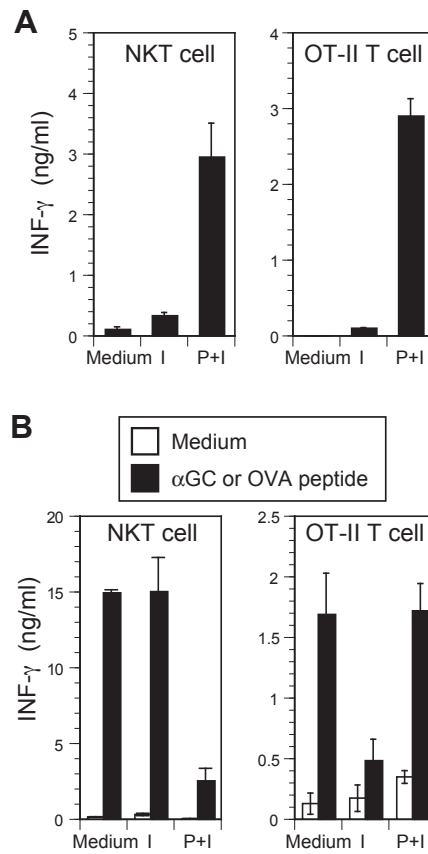 A
NKT cell
OT-II T cell
INF-γ (ng/ml)
5
4
3
2
1
0
4
3
2
1
0
Medium I P+I
Medium I P+I
B
Medium
αGC or OVA peptide
NKT cell
OT-II T cell
INF-γ (ng/ml)
20
15
10
5
0
2.5
2
1.5
1
0.5
0
Medium I P+I
Medium I P+I